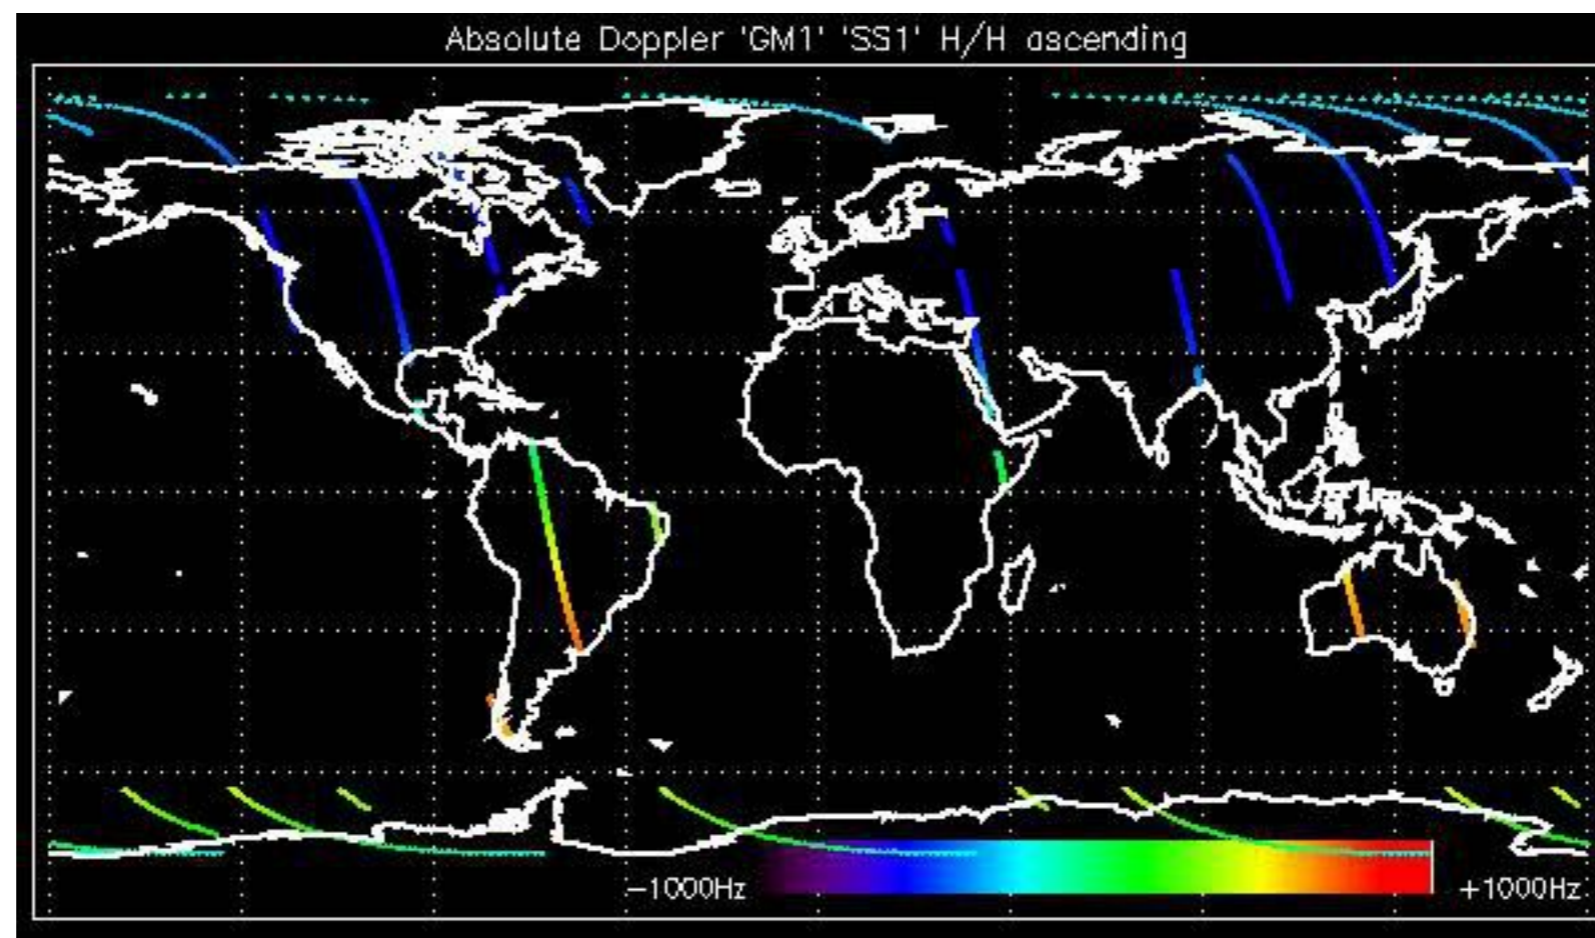 Absolute Doppler 'GM1' 'SS1' H/H ascending
-1000Hz
+1000Hz